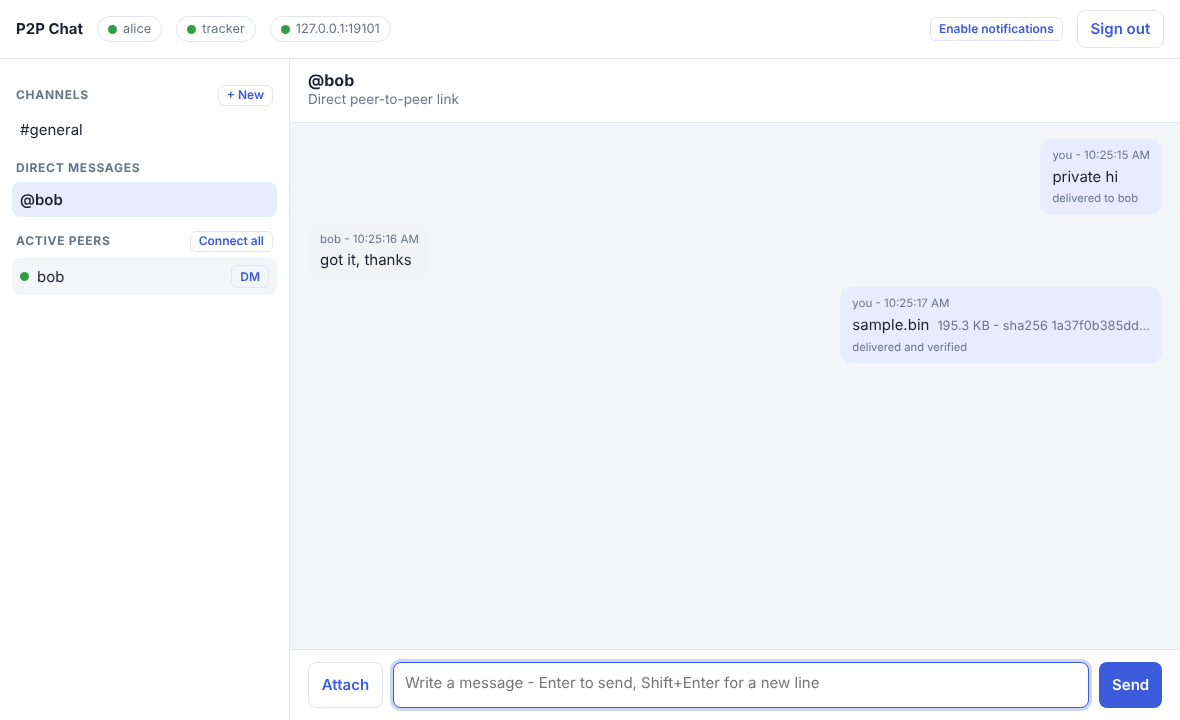 P2P Chat
alice
tracker
127.0.0.1:19101
Enable notifications
Sign out
CHANNELS
+ New
#general
DIRECT MESSAGES
@bob
ACTIVE PEERS
Connect all
bob
DM
@bob
Direct peer-to-peer link
you - 10:25:15 AM
private hi
delivered to bob
bob - 10:25:16 AM
got it, thanks
you - 10:25:17 AM
sample.bin 195.3 KB - sha256 1a37f0b385dd...
delivered and verified
Attach
Write a message - Enter to send, Shift+Enter for a new line
Send